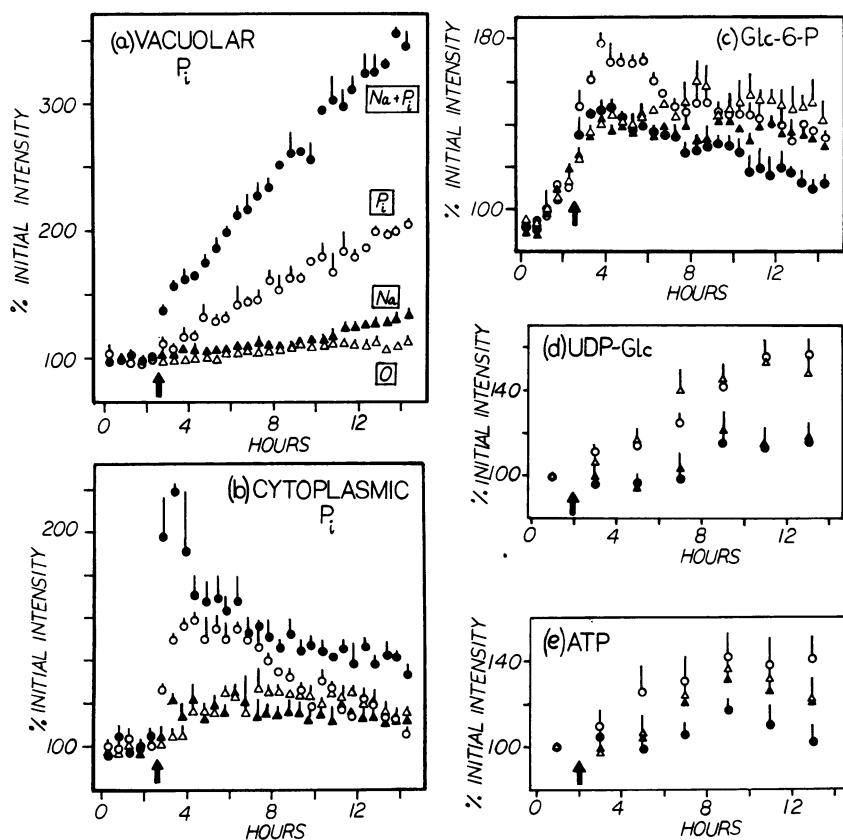 (a) VACUOLAR
Pi
Na + Pi
Pi
Na
O
% INITIAL INTENSITY
300
200
100
0 4 8 12
HOURS
(b) CYTOPLASMIC
Pi
% INITIAL INTENSITY
200
100
0 4 8 12
HOURS
(c) Glc-6-P
% INITIAL INTENSITY
180
100
0 4 8 12
HOURS
(d) UDP-Glc
% INITIAL INTENSITY
140
100
0 4 8 12
HOURS
(e) ATP
% INITIAL INTENSITY
140
100
0 4 8 12
HOURS